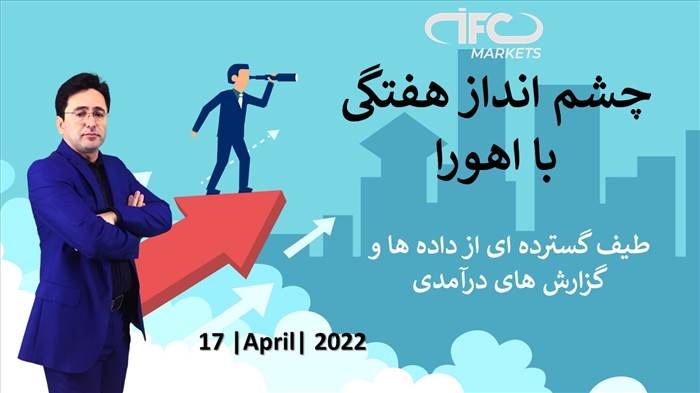 IFC
MARKETS
چشم انداز هفتگی
با اهورا
طیف گسترده ای از داده ها و
گزارش های درآمدی
17 |April| 2022